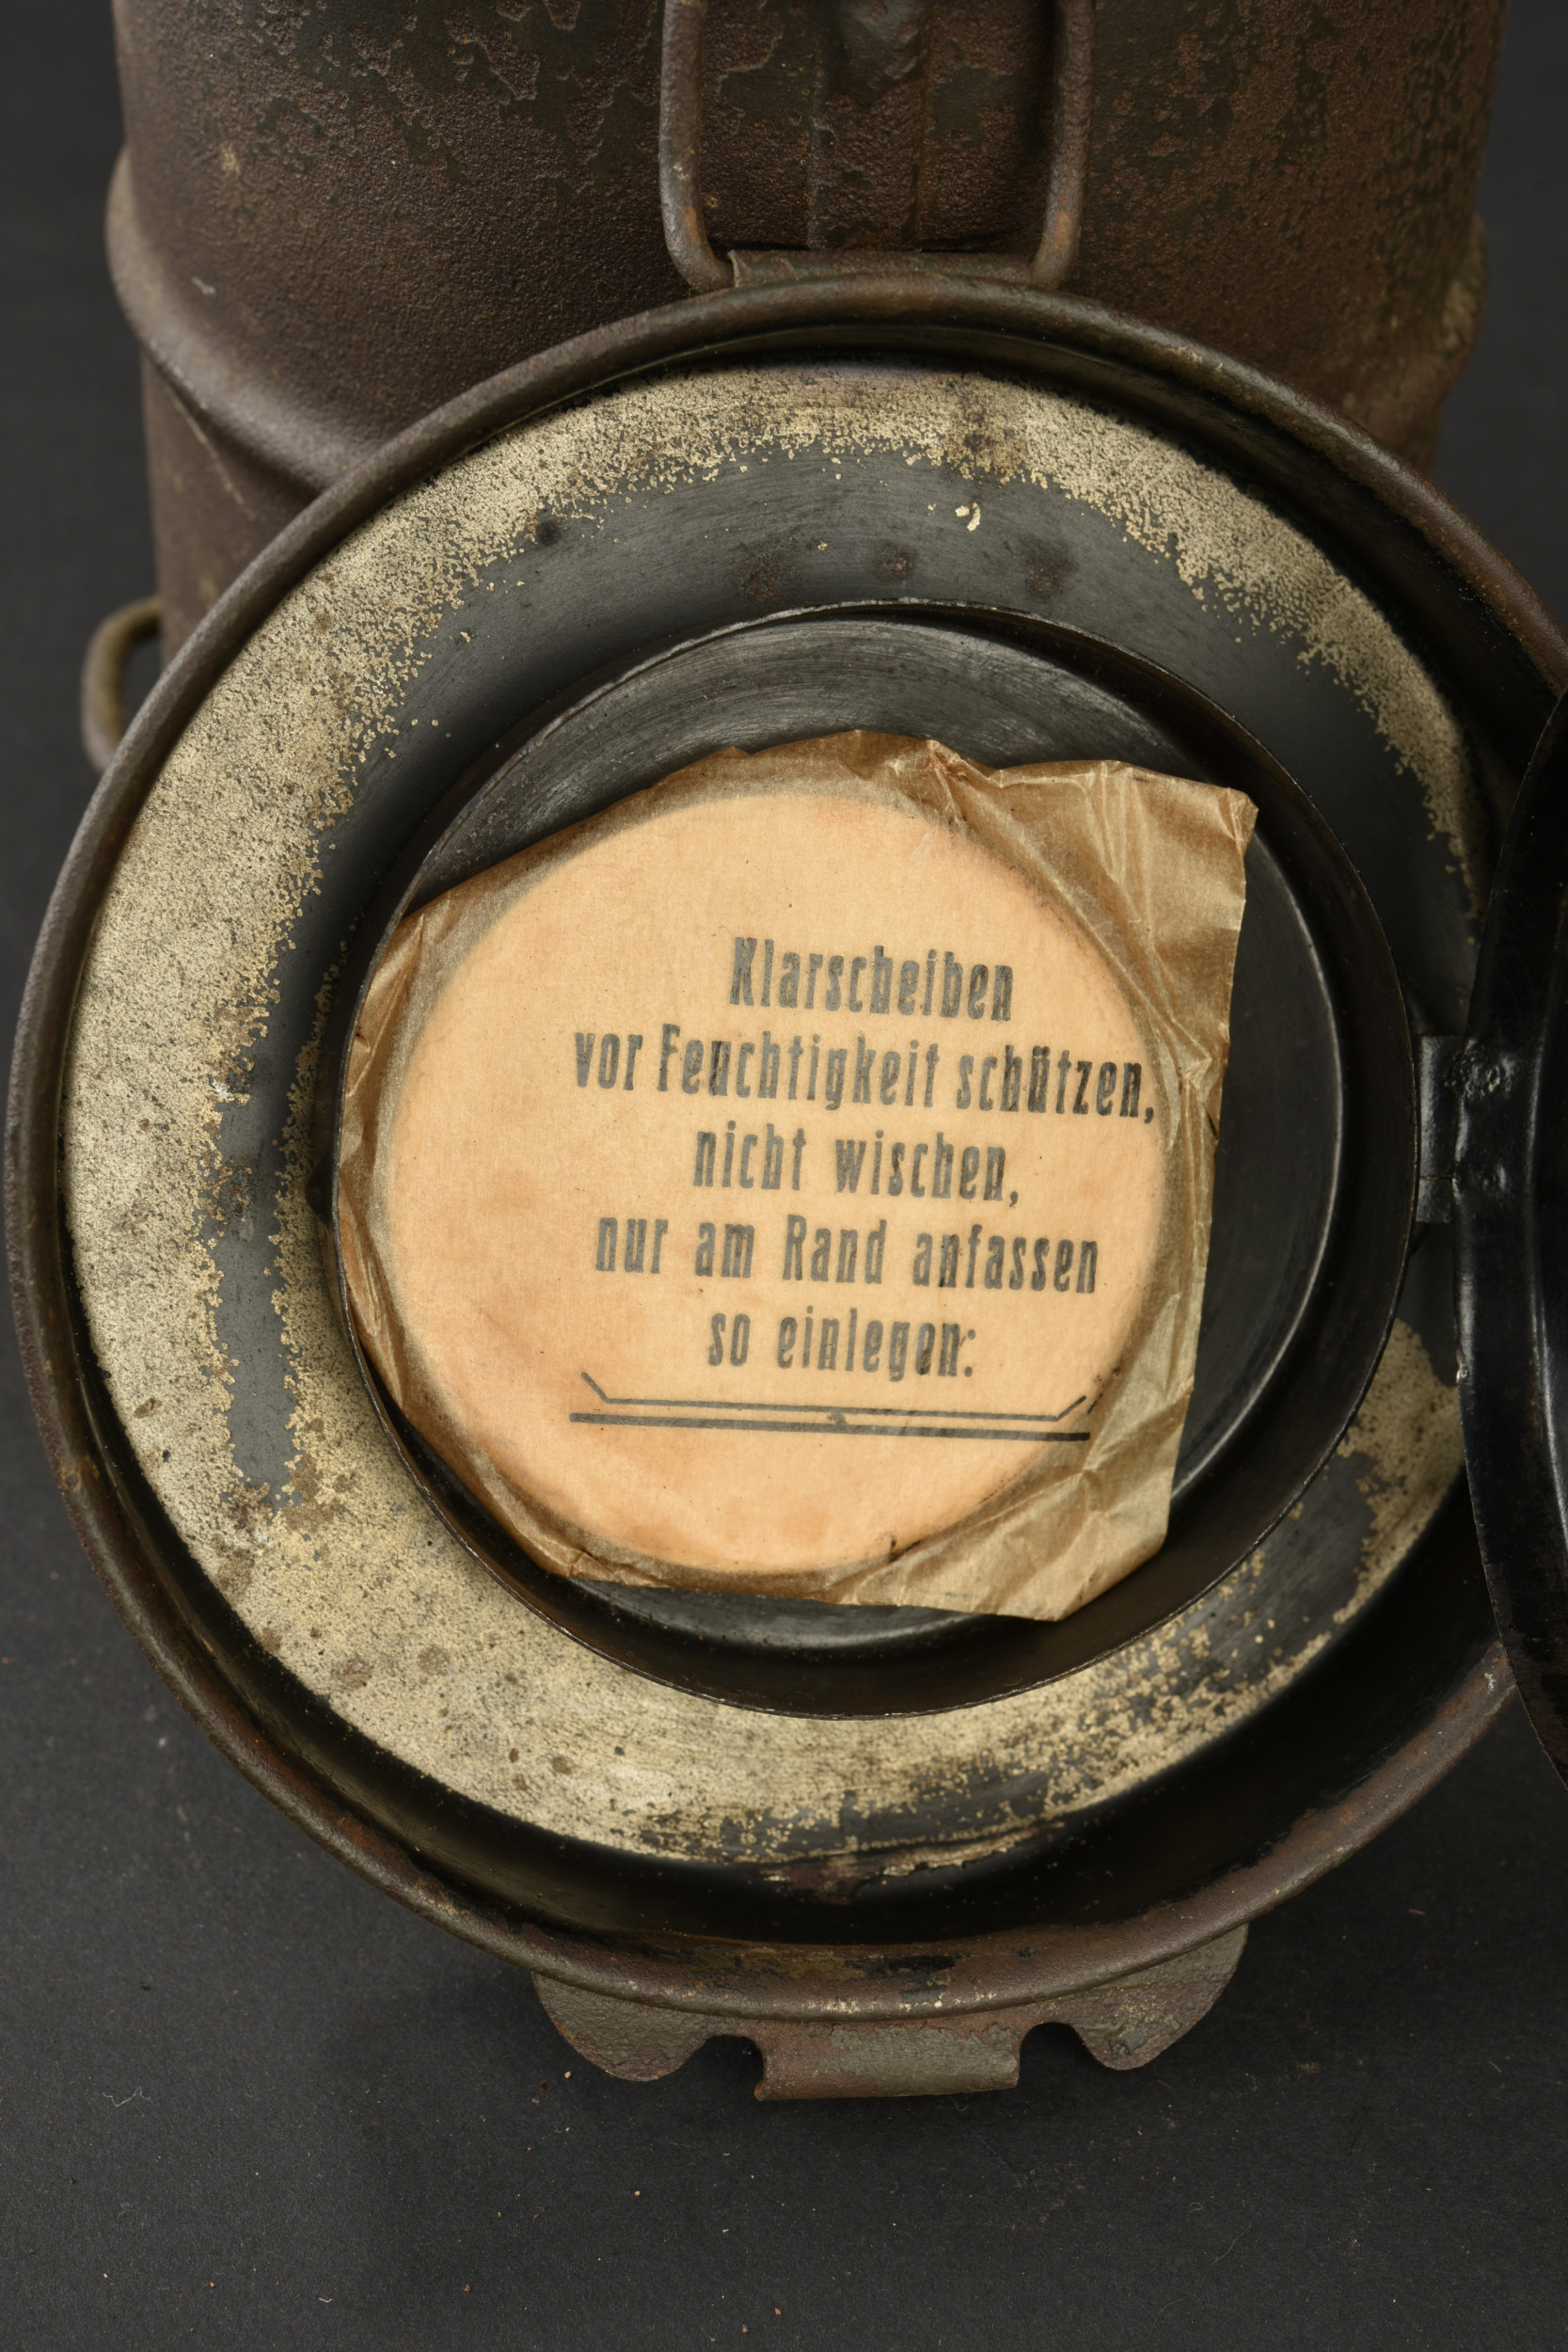 Klarscheiben
vor Feuchtigkeit schützen,
nicht wischen,
nur am Rand anfassen
so einlegen: